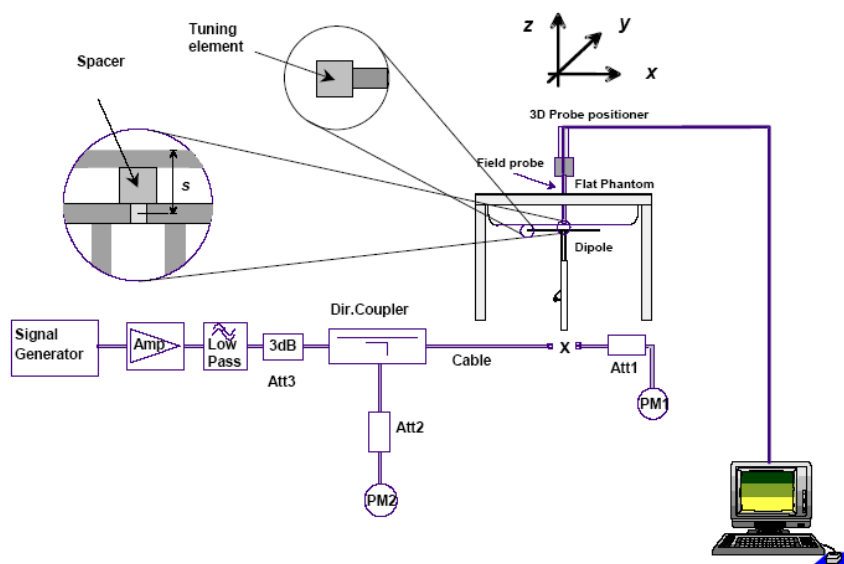 Tuning
element
Spacer
s
z
y
x
3D Probe positioner
Field probe
Flat Phantom
Dipole
Signal
Generator
Amp
Low
Pass
3dB
Att3
Dir.Coupler
Cable
X
Att1
PM1
Att2
PM2